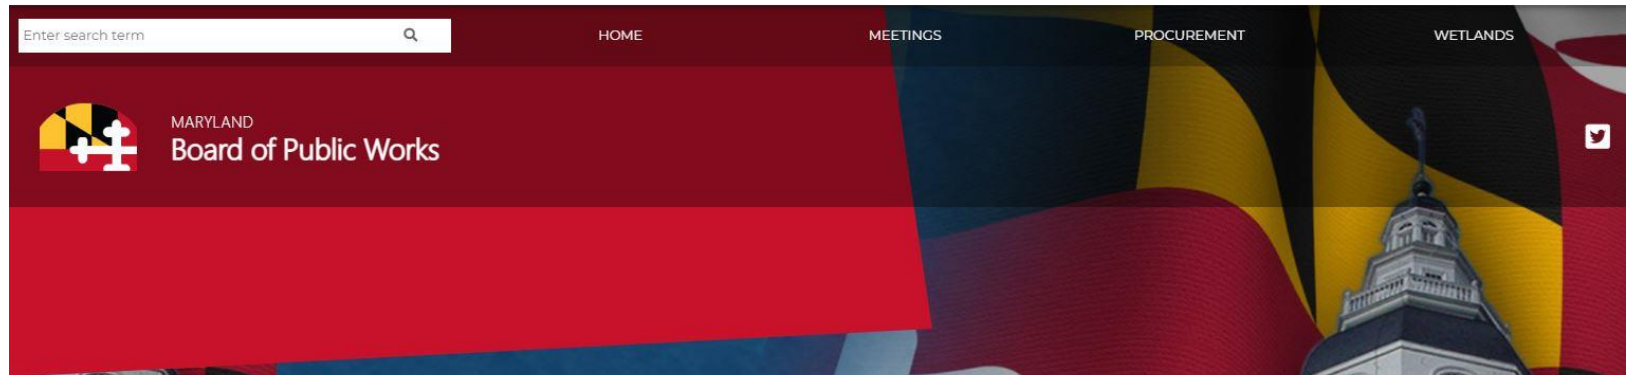 Enter search term
HOME
MEETINGS
PROCUREMENT
WETLANDS
MARYLAND
Board of Public Works